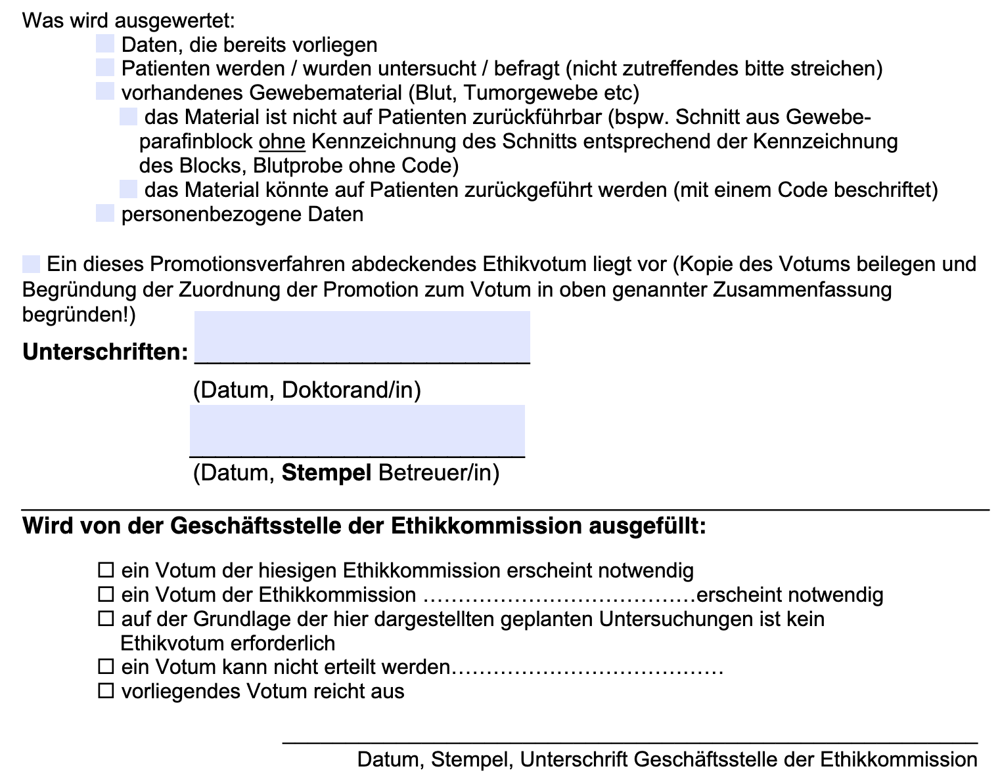 Was wird ausgewertet:
Daten, die bereits vorliegen
Patienten werden / wurden untersucht / befragt (nicht zutreffendes bitte streichen)
vorhandenes Gewebematerial (Blut, Tumorgewebe etc)
das Material ist nicht auf Patienten zurückführbar (bspw. Schnitt aus Gewebe-
parafinblock ohne Kennzeichnung des Schnitts entsprechend der Kennzeichnung
des Blocks, Blutprobe ohne Code)
das Material könnte auf Patienten zurückgeführt werden (mit einem Code beschriftet)
personenbezogene Daten
Ein dieses Promotionsverfahren abdeckendes Ethikvotum liegt vor (Kopie des Votums beilegen und
Begründung der Zuordnung der Promotion zum Votum in oben genannter Zusammenfassung
begründen!)
Unterschriften: __________________________
(Datum, Doktorand/in)
__________________________
(Datum, Stempel Betreuer/in)
Wird von der Geschäftsstelle der Ethikkommission ausgefüllt:
☐ ein Votum der hiesigen Ethikkommission erscheint notwendig
☐ ein Votum der Ethikkommission …………………………………erscheint notwendig
☐ auf der Grundlage der hier dargestellten geplanten Untersuchungen ist kein
Ethikvotum erforderlich
☐ ein Votum kann nicht erteilt werden…………………………………
☐ vorliegendes Votum reicht aus
Datum, Stempel, Unterschrift Geschäftsstelle der Ethikkommission